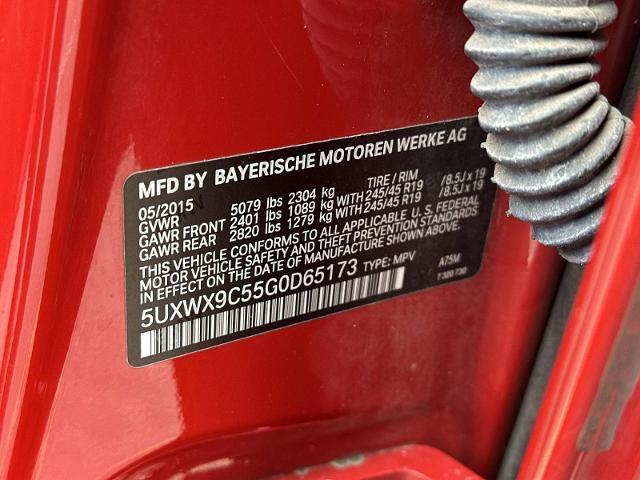 MFD BY BAYERISCHE MOTOREN WERKE AG
05/2015 TIRE / RIM
GVWR 5079 lbs 2304 kg
GAWR FRONT 2401 lbs 1089 kg WITH 245/45 R19 / 8.5J x 19
GAWR REAR 2820 lbs 1279 kg WITH 245/45 R19 / 8.5J x 19
THIS VEHICLE CONFORMS TO ALL APPLICABLE U.S. FEDERAL
MOTOR VEHICLE SAFETY AND THEFT PREVENTION STANDARDS
IN EFFECT ON THE DATE OF MANUFACTURE SHOWN ABOVE.
5UXWX9C55G0D65173 TYPE: MPV A75M
T 320 730